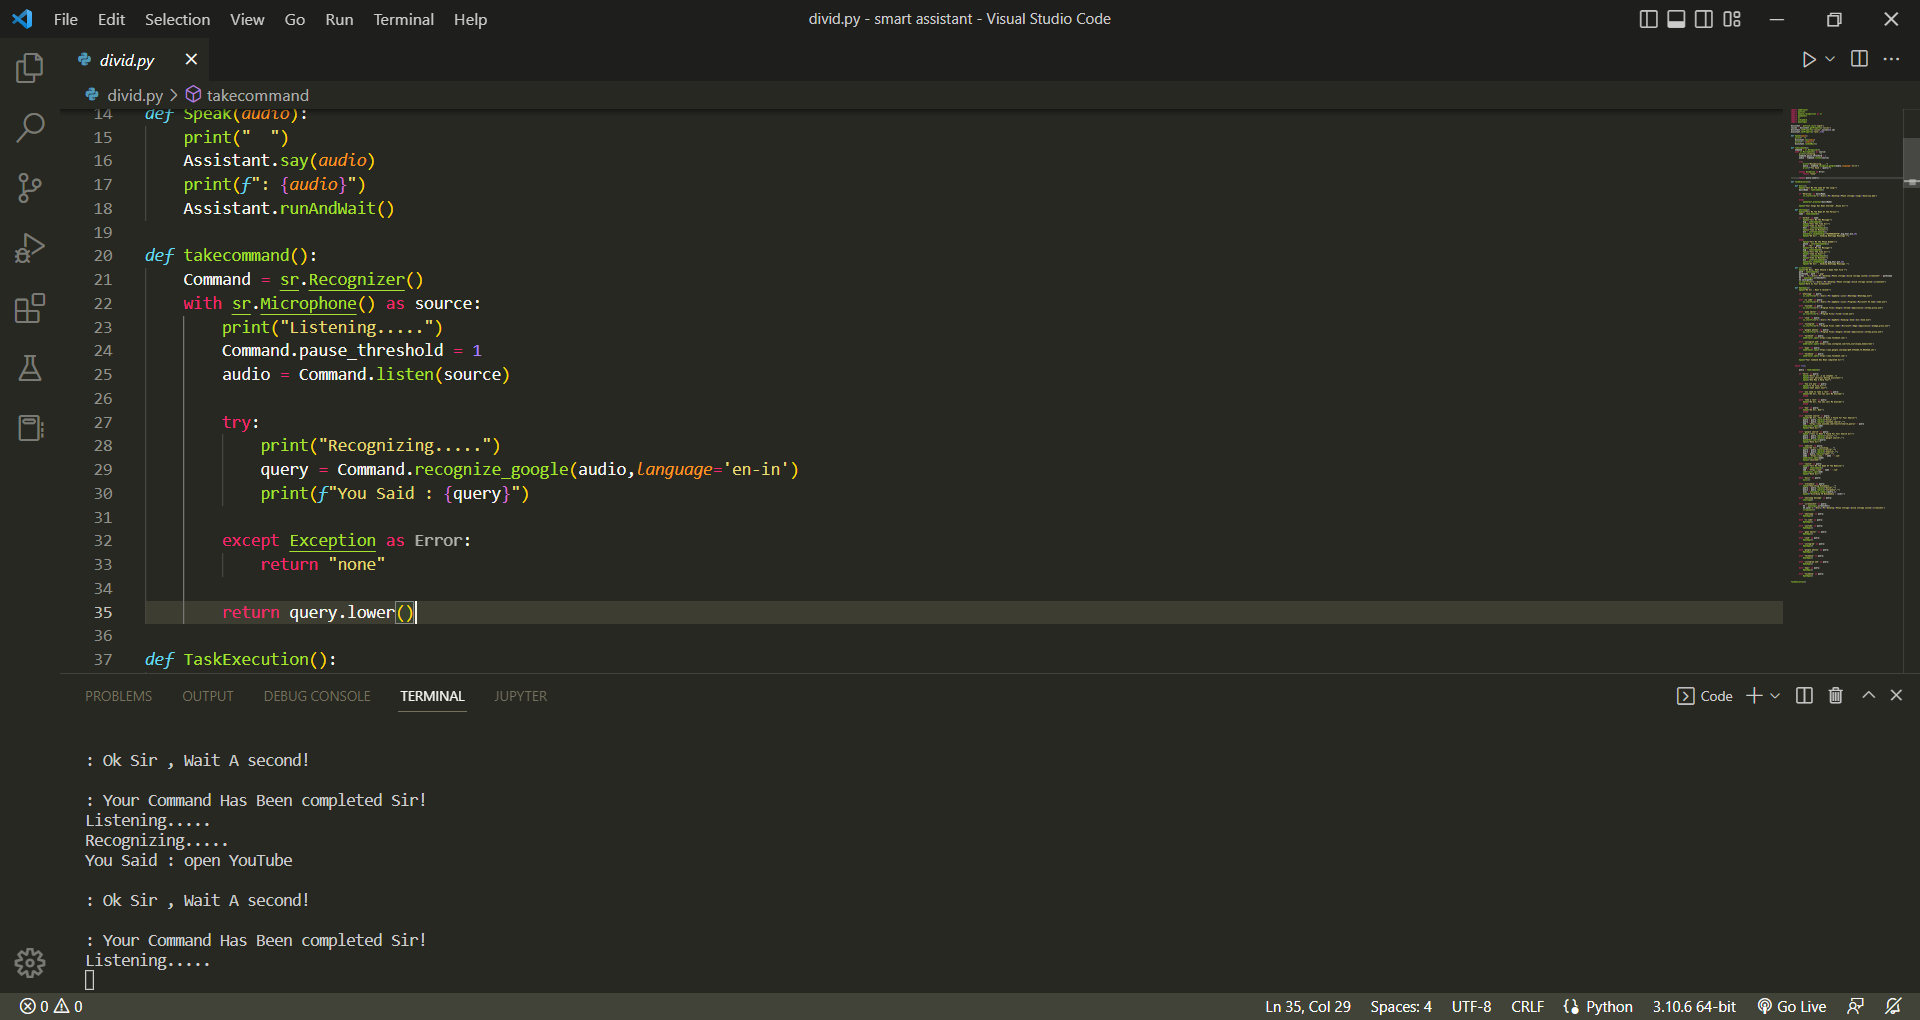 File Edit Selection View Go Run Terminal Help divid.py - smart assistant - Visual Studio Code
divid.py
divid.py > takecommand
14 def Speak(audio):
15     print("  ")
16     Assistant.say(audio)
17     print(f": {audio}")
18     Assistant.runAndWait()
19
20 def takecommand():
21     Command = sr.Recognizer()
22     with sr.Microphone() as source:
23         print("Listening.....")
24         Command.pause_threshold = 1
25         audio = Command.listen(source)
26
27         try:
28             print("Recognizing.....")
29             query = Command.recognize_google(audio,language='en-in')
30             print(f"You Said : {query}")
31
32         except Exception as Error:
33             return "none"
34
35         return query.lower()
36
37 def TaskExecution():
PROBLEMS OUTPUT DEBUG CONSOLE TERMINAL JUPYTER Code
: Ok Sir , Wait A second!
: Your Command Has Been completed Sir!
Listening.....
Recognizing.....
You Said : open YouTube
: Ok Sir , Wait A second!
: Your Command Has Been completed Sir!
Listening.....
0 0 Ln 35, Col 29 Spaces: 4 UTF-8 CRLF Python 3.10.6 64-bit Go Live